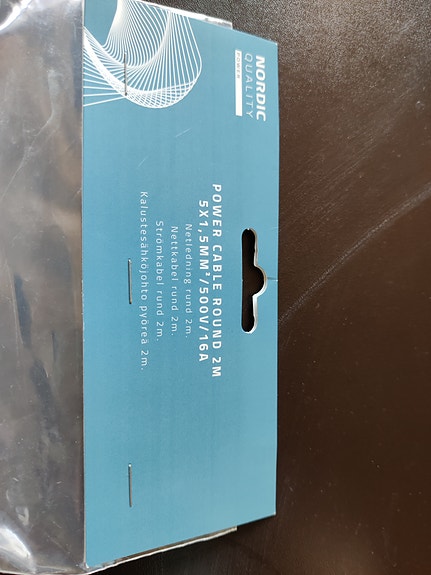 NORDIC
QUALITY
POWER
POWER CABLE ROUND 2M
5X1,5MM²/500V/16A
Netledning rund 2m.
Nettkabel rund 2m.
Strömkabel rund 2m.
Kalustesähköjohto pyöreä 2m.